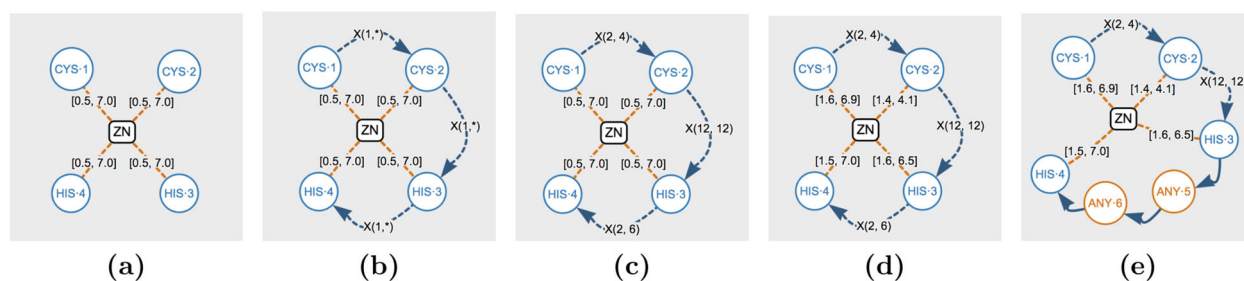 CYS·1
CYS·2
[0.5, 7.0]
[0.5, 7.0]
ZN
[0.5, 7.0]
[0.5, 7.0]
HIS·4
HIS·3
(a)
X(1,*)
CYS·1
CYS·2
[0.5, 7.0]
[0.5, 7.0]
X(1,*)
ZN
[0.5, 7.0]
[0.5, 7.0]
HIS·4
HIS·3
X(1,*)
(b)
X(2, 4)
CYS·1
CYS·2
[0.5, 7.0]
[0.5, 7.0]
X(12, 12)
ZN
[0.5, 7.0]
[0.5, 7.0]
HIS·4
HIS·3
X(2, 6)
(c)
X(2, 4)
CYS·1
CYS·2
[1.6, 6.9]
[1.4, 4.1]
X(12, 12)
ZN
[1.5, 7.0]
[1.6, 6.5]
HIS·4
HIS·3
X(2, 6)
(d)
X(2, 4)
CYS·1
CYS·2
X(12, 12
[1.6, 6.9]
[1.4, 4.1]
ZN
[1.6, 6.5]
HIS·3
[1.5, 7.0]
HIS·4
ANY·5
ANY·6
(e)